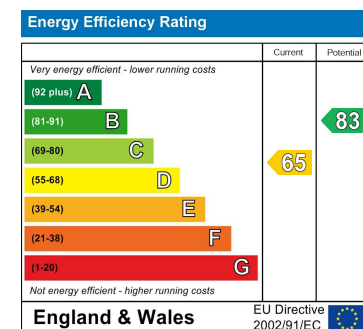 Energy Efficiency Rating
Current Potential
Very energy efficient - lower running costs
(92 plus) A
(81-91) B
83
(69-80) C
65
(55-68) D
(39-54) E
(21-38) F
(1-20) G
Not energy efficient - higher running costs
England & Wales
EU Directive
2002/91/EC